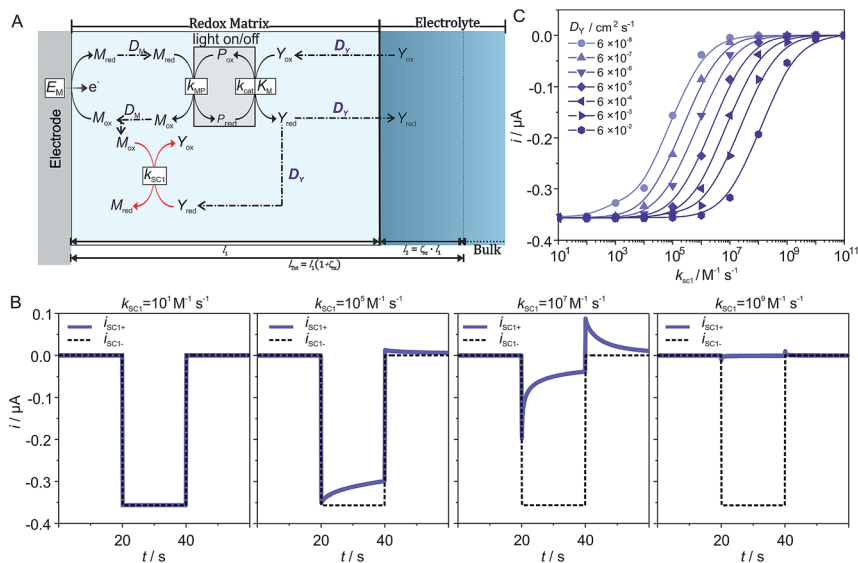 A
Redox Matrix
Electrolyte
light on/off
M_red
D_M
M_red
P_ox
Y_ox
D_Y
Y_ox
E_M
e⁻
k_MP
k_cat
K_M
M_ox
D_M
M_ox
P_red
Y_red
D_Y
Y_red
Electrode
M_ox
Y_ox
k_SC1
D_Y
M_red
Y_red
l₁
l₂ = ζ_ox · l₁
Bulk
l_tot = l₁(1+ζ_ox)
C
D_Y / cm² s⁻¹
6 ×10⁻⁸
6 ×10⁻⁷
6 ×10⁻⁶
6 ×10⁻⁵
6 ×10⁻⁴
6 ×10⁻³
6 ×10⁻²
0.0
-0.1
-0.2
-0.3
-0.4
i / µA
10¹ 10³ 10⁵ 10⁷ 10⁹ 10¹¹
k_sc1 / M⁻¹ s⁻¹
B
k_SC1=10¹ M⁻¹ s⁻¹
k_SC1=10⁵ M⁻¹ s⁻¹
k_SC1=10⁷ M⁻¹ s⁻¹
k_SC1=10⁹ M⁻¹ s⁻¹
i_SC1+
i_SC1-
i_SC1+
i_SC1-
i_SC1+
i_SC1-
i_SC1+
i_SC1-
0.1
0.0
-0.1
-0.2
-0.3
-0.4
i / µA
20 40
20 40
20 40
20 40
t / s
t / s
t / s
t / s